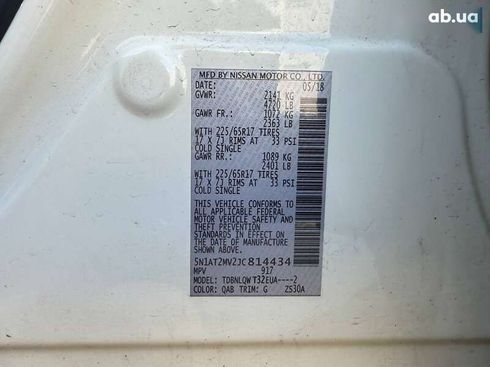 av.ua
MFD BY NISSAN MOTOR CO., LTD.
DATE: 05/18
GVWR: 2141 KG
4720 LB
GAWR FR.: 1072 KG
2363 LB
WITH 225/65R17 TIRES
17 X 7J RIMS AT 33 PSI
COLD SINGLE
GAWR RR.: 1089 KG
2401 LB
WITH 225/65R17 TIRES
17 X 7J RIMS AT 33 PSI
COLD SINGLE
THIS VEHICLE CONFORMS TO
ALL APPLICABLE FEDERAL
MOTOR VEHICLE SAFETY
AND THEFT PREVENTION
STANDARDS IN EFFECT ON
THE DATE OF MANUFACTURE
SHOWN ABOVE.
5N1AT2MV2JC814434
MPV 917
MODEL: TDBNLQWT32EUA----2
COLOR: QAB TRIM: G ZS30A